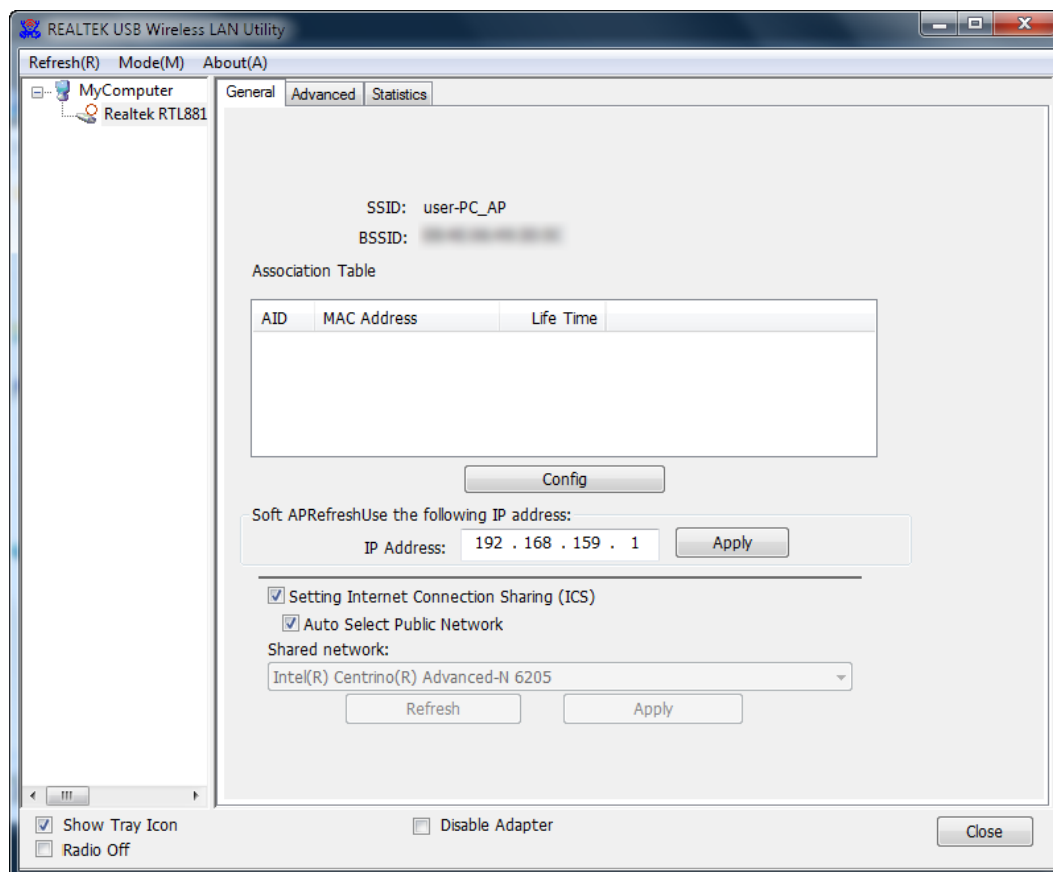 REALTEK USB Wireless LAN Utility
Refresh(R) Mode(M) About(A)
MyComputer
Realtek RTL881
General Advanced Statistics
SSID: user-PC_AP
BSSID:
Association Table
AID MAC Address Life Time
Config
Soft APRefreshUse the following IP address:
IP Address: 192 . 168 . 159 . 1 Apply
Setting Internet Connection Sharing (ICS)
Auto Select Public Network
Shared network:
Intel(R) Centrino(R) Advanced-N 6205
Refresh Apply
Show Tray Icon Disable Adapter Close
Radio Off